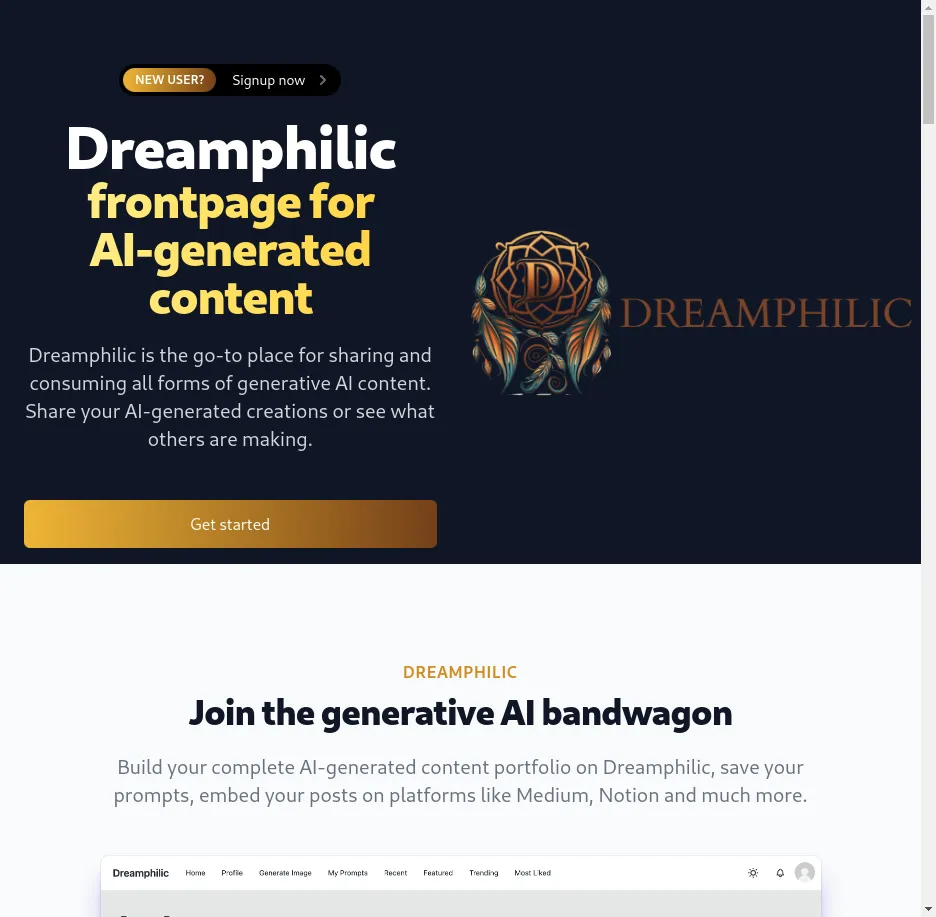 NEW USER? Signup now
Dreamphilic
frontpage for
AI-generated
content
Dreamphilic is the go-to place for sharing and
consuming all forms of generative AI content.
Share your AI-generated creations or see what
others are making.
Get started
D
DREAMPHILIC
DREAMPHILIC
Join the generative AI bandwagon
Build your complete AI-generated content portfolio on Dreamphilic, save your
prompts, embed your posts on platforms like Medium, Notion and much more.
Dreamphilic Home Profile Generate Image My Prompts Recent Featured Trending Most Liked